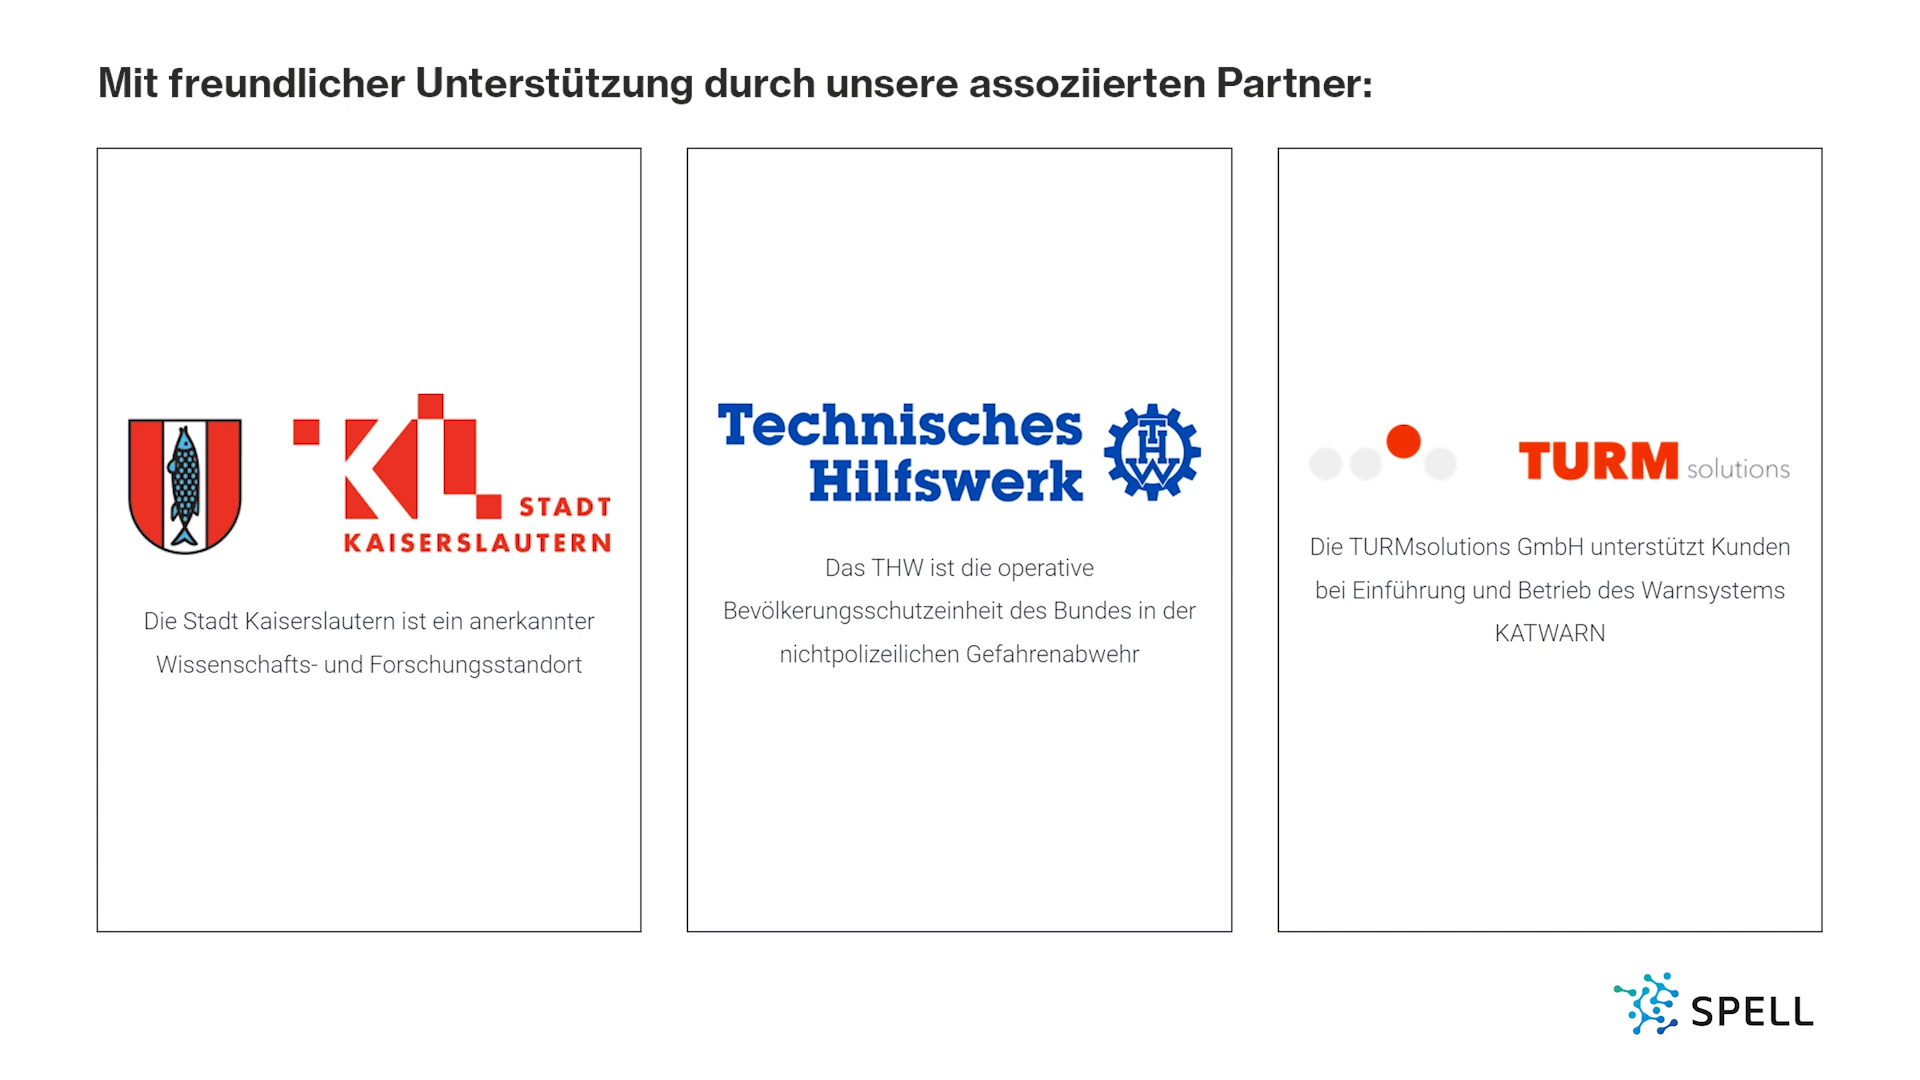 Mit freundlicher Unterstützung durch unsere assoziierten Partner:
KL
STADT
KAISERSLAUTERN
Die Stadt Kaiserslautern ist ein anerkannter
Wissenschafts- und Forschungsstandort
Technisches
Hilfswerk
THW
Das THW ist die operative
Bevölkerungsschutzeinheit des Bundes in der
nichtpolizeilichen Gefahrenabwehr
TURM solutions
Die TURMsolutions GmbH unterstützt Kunden
bei Einführung und Betrieb des Warnsystems
KATWARN
SPELL